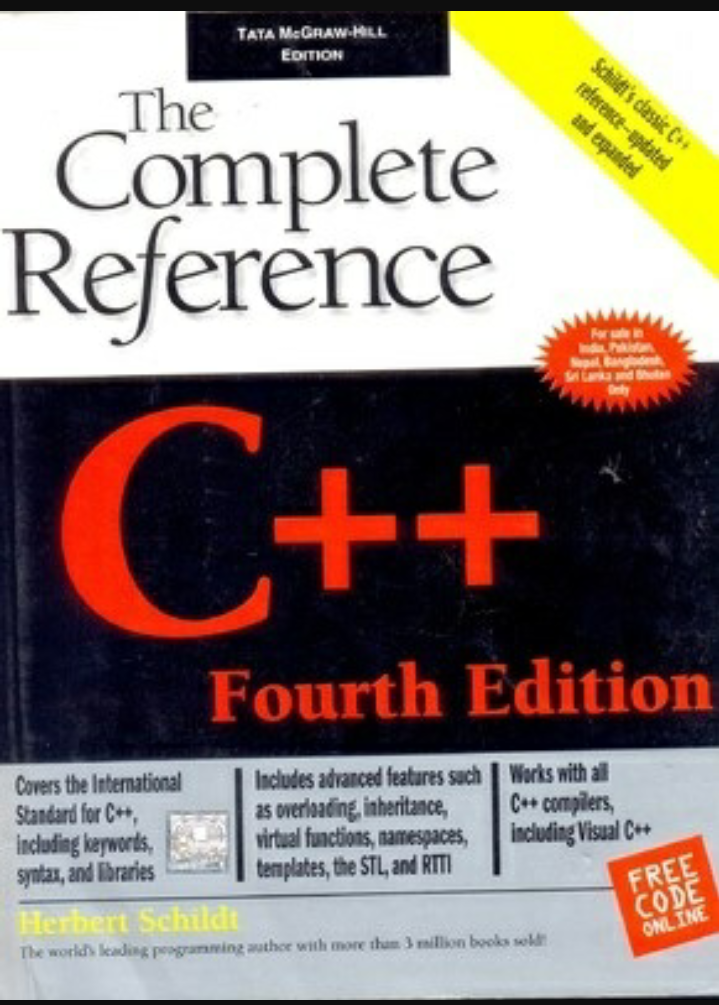 TATA MCGRAW-HILL
EDITION
Schildt's classic C++
reference–updated
and expanded
The
Complete
Reference
For sale in
India, Pakistan,
Nepal, Bangladesh,
Sri Lanka and Bhutan
Only
C++
Fourth Edition
Covers the International
Standard for C++,
including keywords,
syntax, and libraries
Includes advanced features such
as overloading, inheritance,
virtual functions, namespaces,
templates, the STL, and RTTI
Works with all
C++ compilers,
including Visual C++
FREE
CODE
ONLINE
Herbert Schildt
The world's leading programming author with more than 3 million books sold!